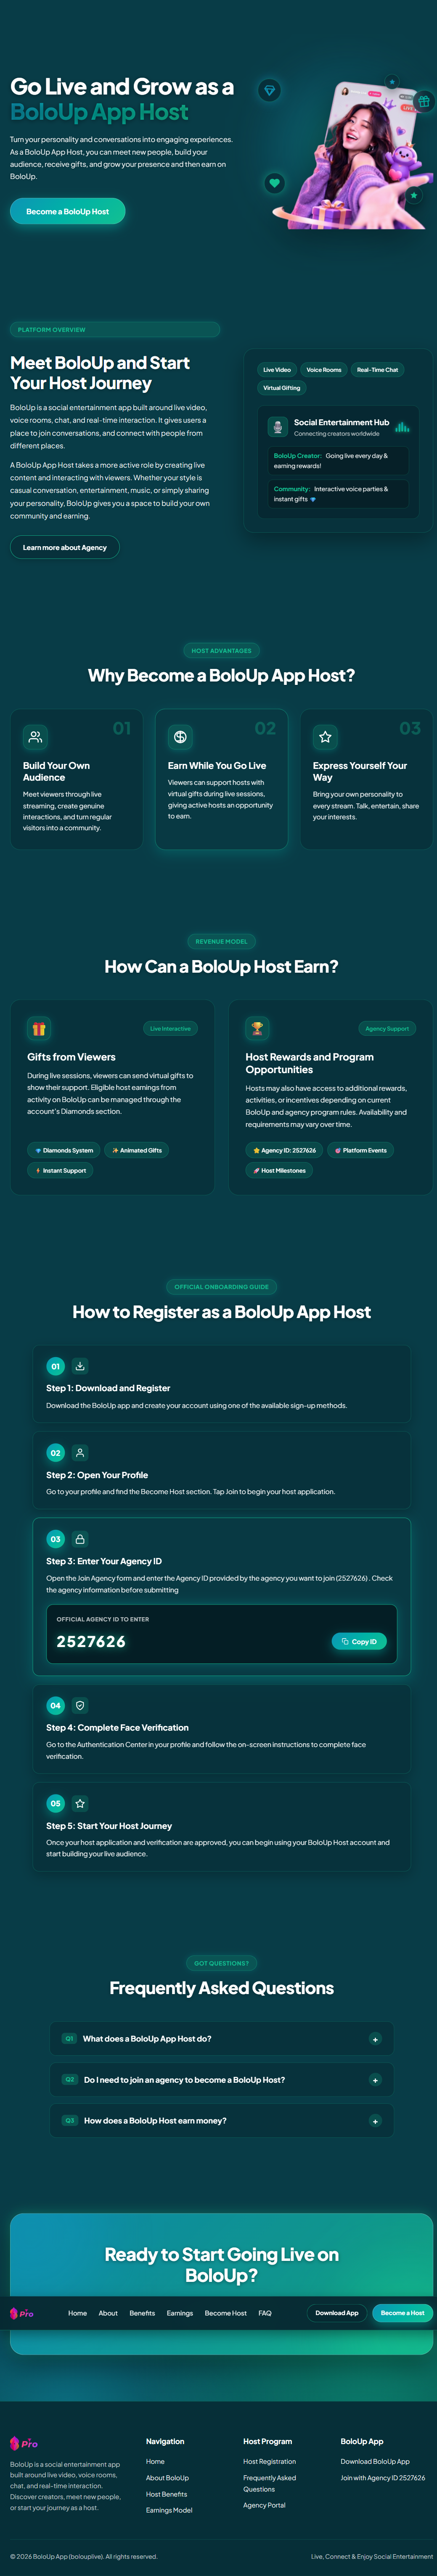 Go Live and Grow as a
BoloUp App Host
Turn your personality and conversations into engaging experiences.
As a BoloUp App Host, you can meet new people, build your
audience, receive gifts, and grow your presence and then earn on
BoloUp.
Become a BoloUp Host
PLATFORM OVERVIEW
Meet BoloUp and Start
Your Host Journey
BoloUp is a social entertainment app built around live video,
voice rooms, chat, and real-time interaction. It gives users a
place to join conversations, and connect with people from
different places.
A BoloUp App Host takes a more active role by creating live
content and interacting with viewers. Whether your style is
casual conversation, entertainment, music, or simply sharing
your personality, BoloUp gives you a space to build your own
community and earning.
Learn more about Agency
Live Video
Voice Rooms
Real-Time Chat
Virtual Gifting
Social Entertainment Hub
Connecting creators worldwide
BoloUp Creator: Going live every day &
earning rewards!
Community: Interactive voice parties &
instant gifts 💎
HOST ADVANTAGES
Why Become a BoloUp App Host?
01
Build Your Own
Audience
Meet viewers through live
streaming, create genuine
interactions, and turn regular
visitors into a community.
02
Earn While You Go Live
Viewers can support hosts with
virtual gifts during live sessions,
giving active hosts an opportunity
to earn.
03
Express Yourself Your
Way
Bring your own personality to
every stream. Talk, entertain, share
your interests.
REVENUE MODEL
How Can a BoloUp Host Earn?
Live Interactive
Gifts from Viewers
During live sessions, viewers can send virtual gifts to
show their support. Eligible host earnings from
activity on BoloUp can be managed through the
account's Diamonds section.
💎 Diamonds System
✨ Animated Gifts
Instant Support
Agency Support
Host Rewards and Program
Opportunities
Hosts may also have access to additional rewards,
activities, or incentives depending on current
BoloUp and agency program rules. Availability and
requirements may vary over time.
⭐ Agency ID: 2527626
🎯 Platform Events
🚀 Host Milestones
OFFICIAL ONBOARDING GUIDE
How to Register as a BoloUp App Host
01
Step 1: Download and Register
Download the BoloUp app and create your account using one of the available sign-up methods.
02
Step 2: Open Your Profile
Go to your profile and find the Become Host section. Tap Join to begin your host application.
03
Step 3: Enter Your Agency ID
Open the Join Agency form and enter the Agency ID provided by the agency you want to join (2527626) . Check
the agency information before submitting
OFFICIAL AGENCY ID TO ENTER
2527626
Copy ID
04
Step 4: Complete Face Verification
Go to the Authentication Center in your profile and follow the on-screen instructions to complete face
verification.
05
Step 5: Start Your Host Journey
Once your host application and verification are approved, you can begin using your BoloUp Host account and
start building your live audience.
GOT QUESTIONS?
Frequently Asked Questions
Q1 What does a BoloUp App Host do? +
Q2 Do I need to join an agency to become a BoloUp Host? +
Q3 How does a BoloUp Host earn money? +
Ready to Start Going Live on
BoloUp?
Pro
Home
About
Benefits
Earnings
Become Host
FAQ
Download App
Become a Host
Pro
BoloUp is a social entertainment app
built around live video, voice rooms,
chat, and real-time interaction.
Discover creators, meet new people,
or start your journey as a host.
Navigation
Home
About BoloUp
Host Benefits
Earnings Model
Host Program
Host Registration
Frequently Asked
Questions
Agency Portal
BoloUp App
Download BoloUp App
Join with Agency ID 2527626
© 2026 BoloUp App (bolouplive). All rights reserved.
Live, Connect & Enjoy Social Entertainment